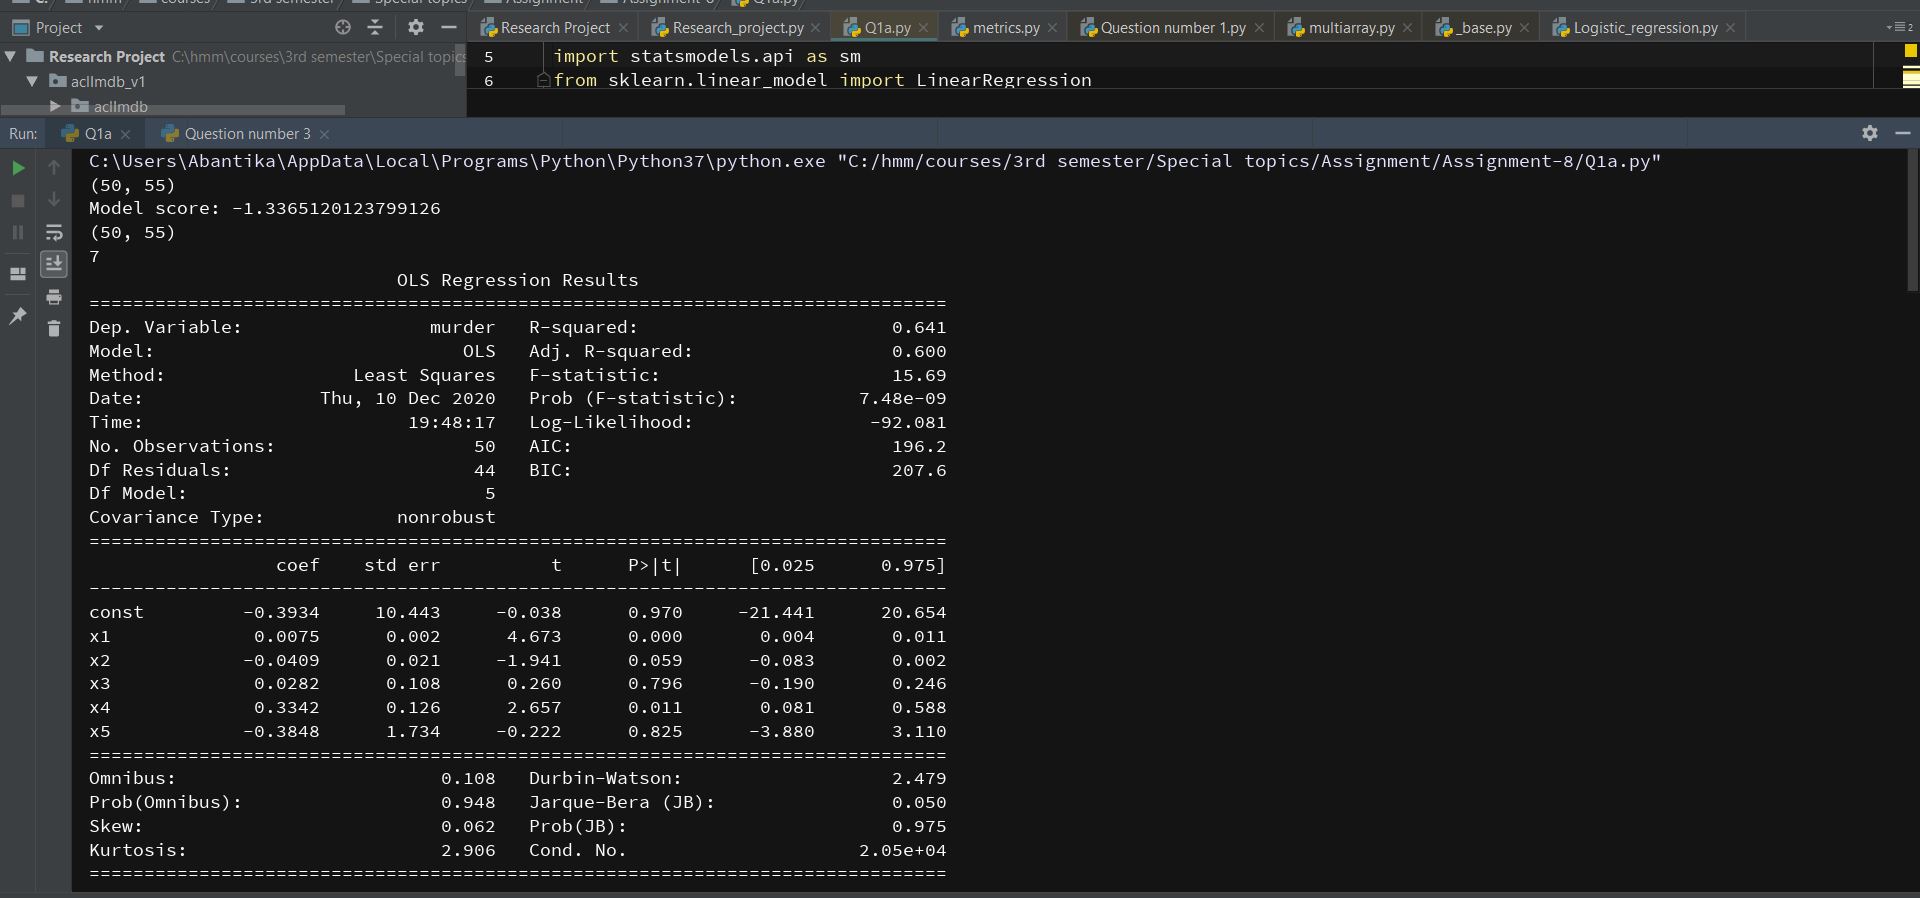 hmm courses 3rd semester Special topics Assignment Assignment-8 Q1a.py
Project Research Project Research_project.py Q1a.py metrics.py Question number 1.py multiarray.py _base.py Logistic_regression.py 2
Research Project C:\hmm\courses\3rd semester\Special topics
aclImdb_v1
aclImdb
5 import statsmodels.api as sm
6 from sklearn.linear_model import LinearRegression
Run: Q1a Question number 3
C:\Users\Abantika\AppData\Local\Programs\Python\Python37\python.exe "C:/hmm/courses/3rd semester/Special topics/Assignment/Assignment-8/Q1a.py"
(50, 55)
Model score: -1.3365120123799126
(50, 55)
7
OLS Regression Results
==============================================================================
Dep. Variable: murder R-squared: 0.641
Model: OLS Adj. R-squared: 0.600
Method: Least Squares F-statistic: 15.69
Date: Thu, 10 Dec 2020 Prob (F-statistic): 7.48e-09
Time: 19:48:17 Log-Likelihood: -92.081
No. Observations: 50 AIC: 196.2
Df Residuals: 44 BIC: 207.6
Df Model: 5
Covariance Type: nonrobust
==============================================================================
coef std err t P>|t| [0.025 0.975]
------------------------------------------------------------------------------
const -0.3934 10.443 -0.038 0.970 -21.441 20.654
x1 0.0075 0.002 4.673 0.000 0.004 0.011
x2 -0.0409 0.021 -1.941 0.059 -0.083 0.002
x3 0.0282 0.108 0.260 0.796 -0.190 0.246
x4 0.3342 0.126 2.657 0.011 0.081 0.588
x5 -0.3848 1.734 -0.222 0.825 -3.880 3.110
==============================================================================
Omnibus: 0.108 Durbin-Watson: 2.479
Prob(Omnibus): 0.948 Jarque-Bera (JB): 0.050
Skew: 0.062 Prob(JB): 0.975
Kurtosis: 2.906 Cond. No. 2.05e+04
==============================================================================